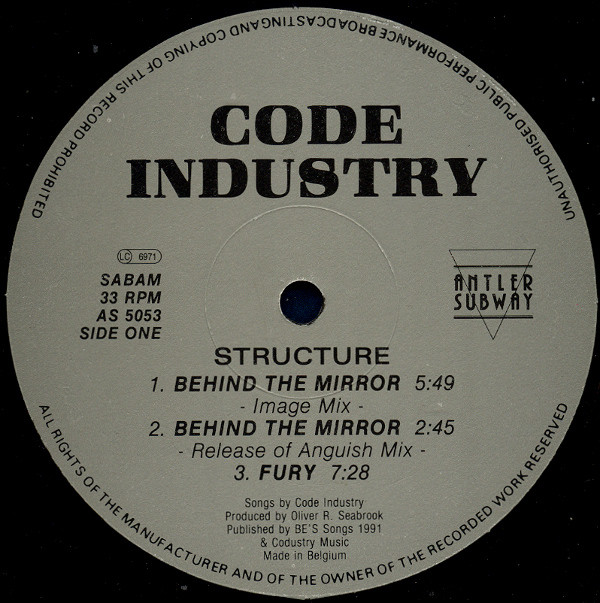 UNAUTHORISED PUBLIC PERFORMANCE BROADCASTING AND COPYING OF THIS RECORD PROHIBITED
CODE
INDUSTRY
LC 6971
SABAM
33 RPM
AS 5053
SIDE ONE
ANTLER
SUBWAY
STRUCTURE
1. BEHIND THE MIRROR 5:49
- Image Mix -
2. BEHIND THE MIRROR 2:45
- Release of Anguish Mix -
3. FURY 7:28
Songs by Code Industry
Produced by Oliver R. Seabrook
Published by BE'S Songs 1991
& Codustry Music
Made in Belgium
ALL RIGHTS OF THE MANUFACTURER AND OF THE OWNER OF THE RECORDED WORK RESERVED